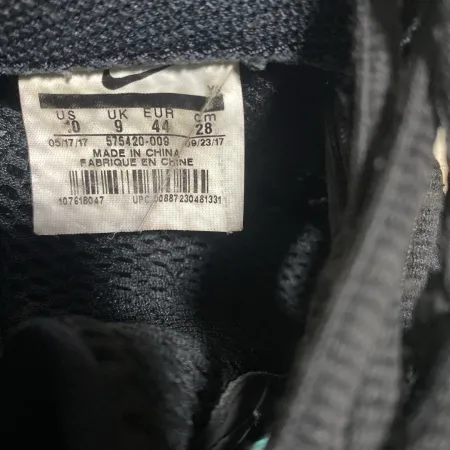 US UK EUR cm
10 9 44 28
05/17/17 575420-009 09/23/17
MADE IN CHINA
FABRIQUE EN CHINE
107618047 UPC:00887230481331